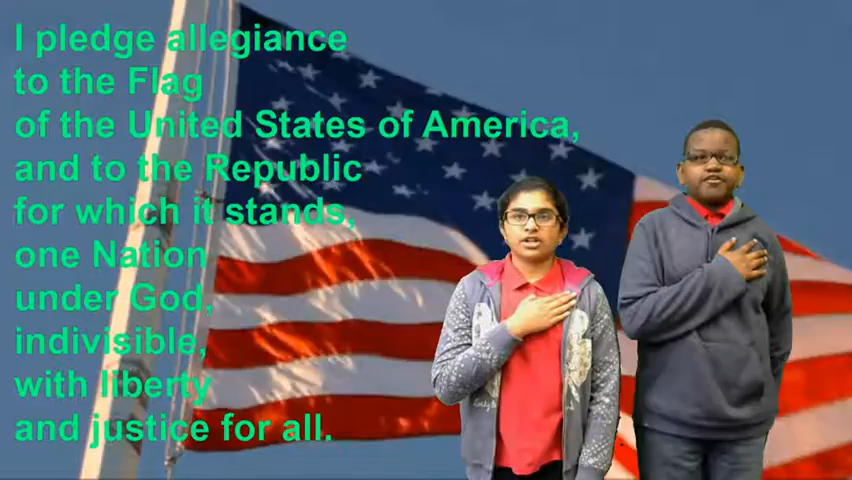 I pledge allegiance
to the Flag
of the United States of America,
and to the Republic
for which it stands,
one Nation
under God,
indivisible,
with liberty
and justice for all.